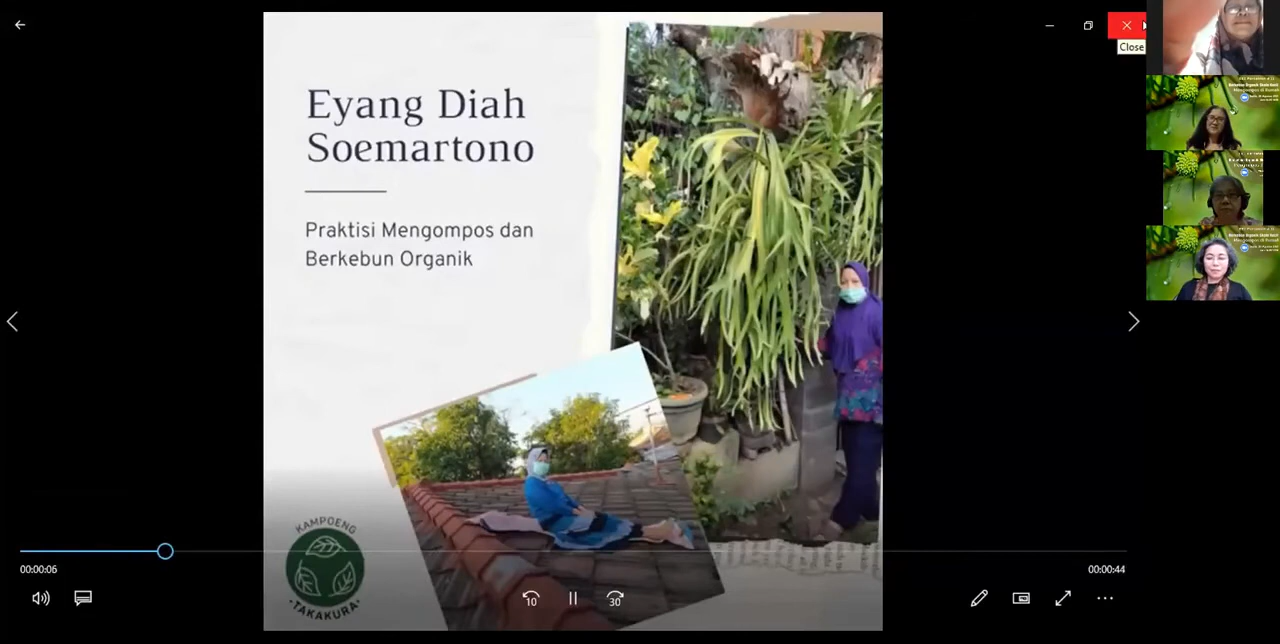 Close
Eyang Diah
Soemartono
Praktisi Mengompos dan
Berkebun Organik
KAMPOENG
TAKAKURA
00:00:06
00:00:44
10
30